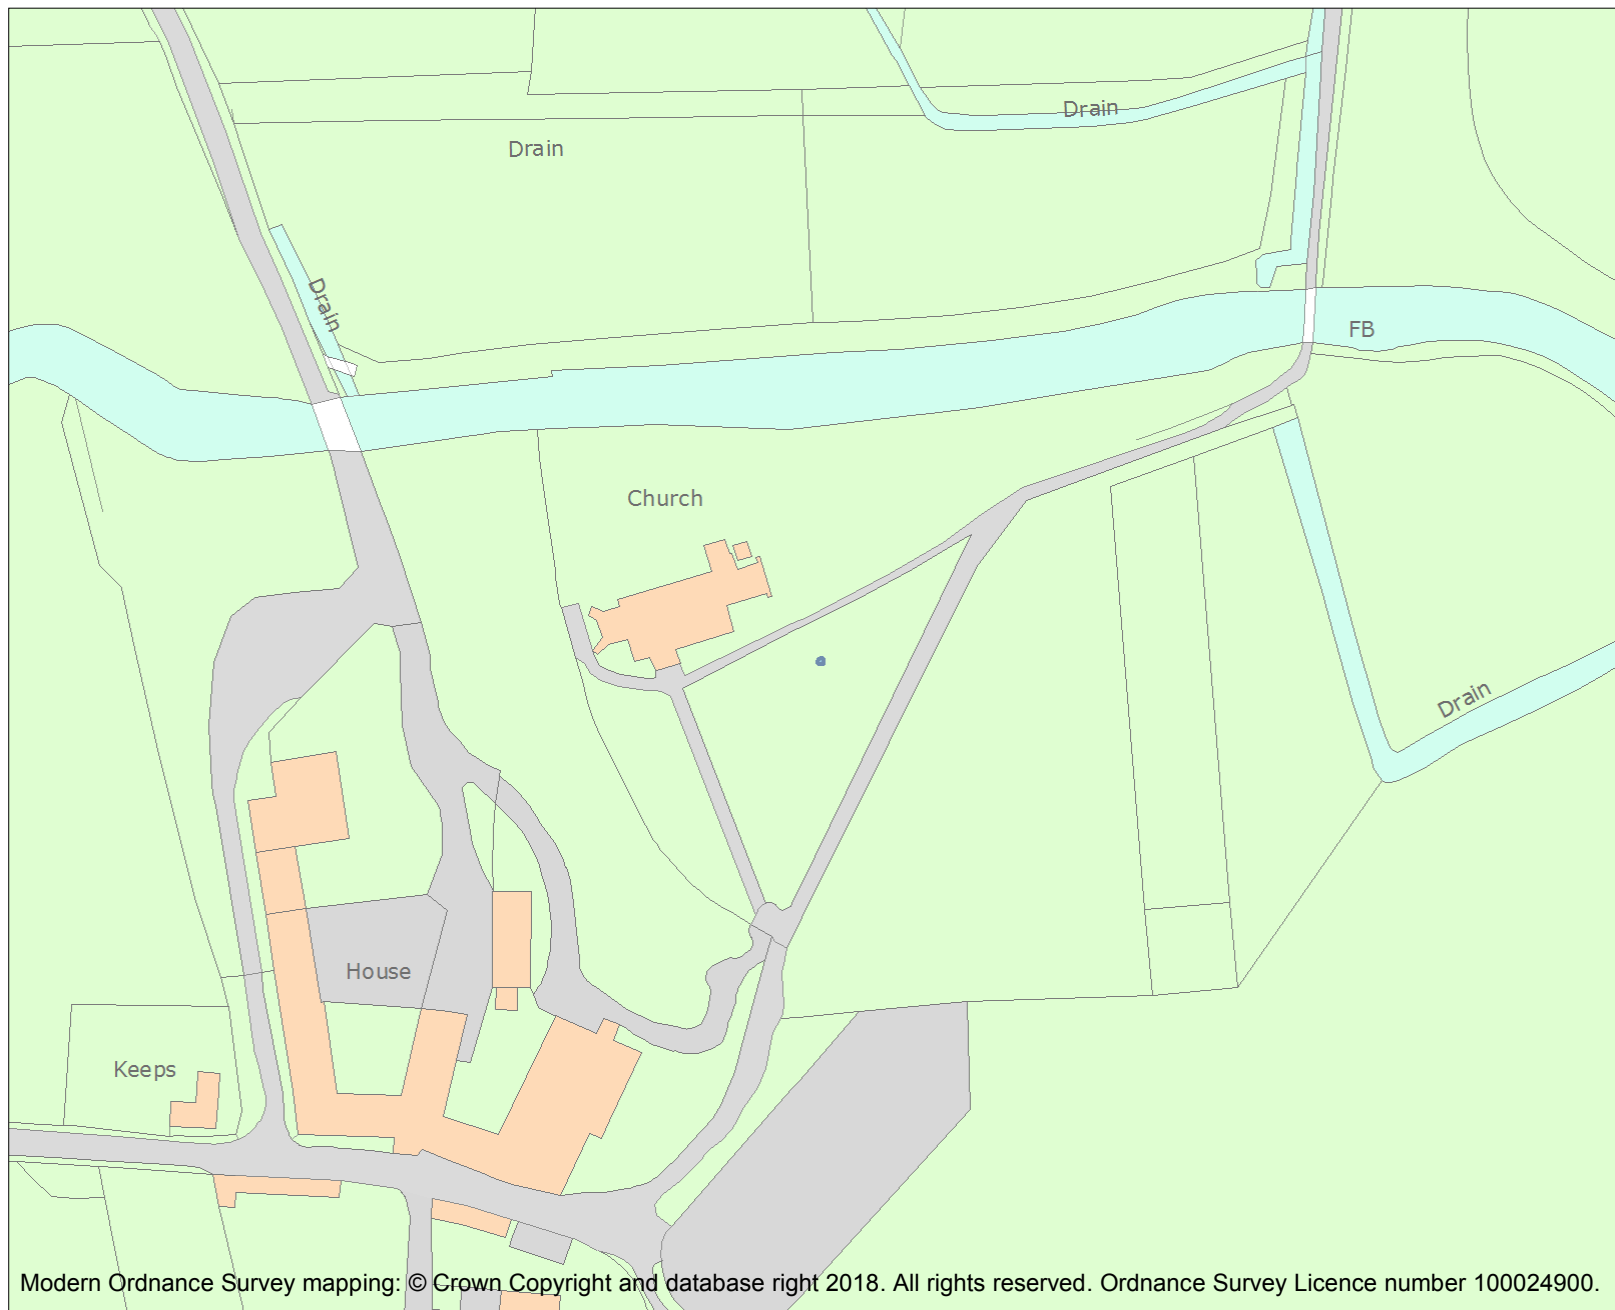 Drain
Drain
Drain
FB
Church
Drain
House
Keeps
Modern Ordnance Survey mapping: © Crown Copyright and database right 2018. All rights reserved. Ordnance Survey Licence number 100024900.